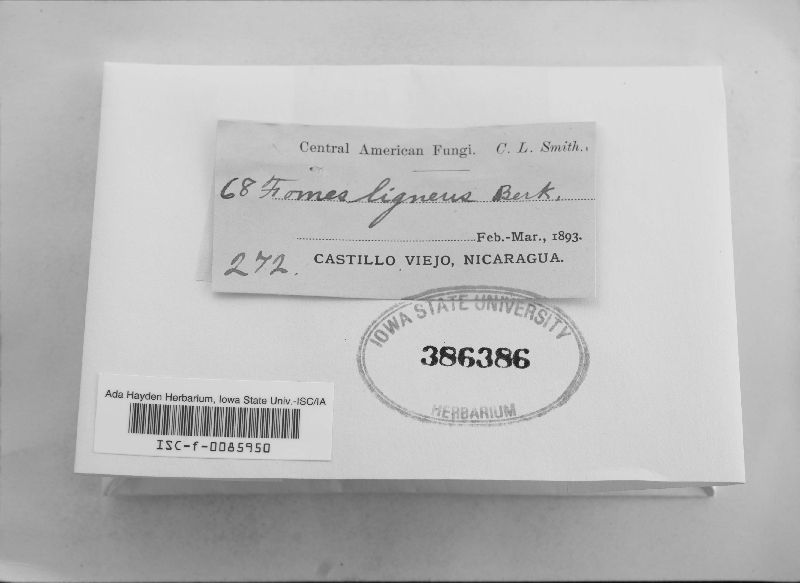 Central American Fungi. C. L. Smith.
68 Fomes ligneus Berk.
Feb.-Mar., 1893.
272. CASTILLO VIEJO, NICARAGUA.
IOWA STATE UNIVERSITY
386386
HERBARIUM
Ada Hayden Herbarium, Iowa State Univ.-ISC/IA
ISC-f-0085950